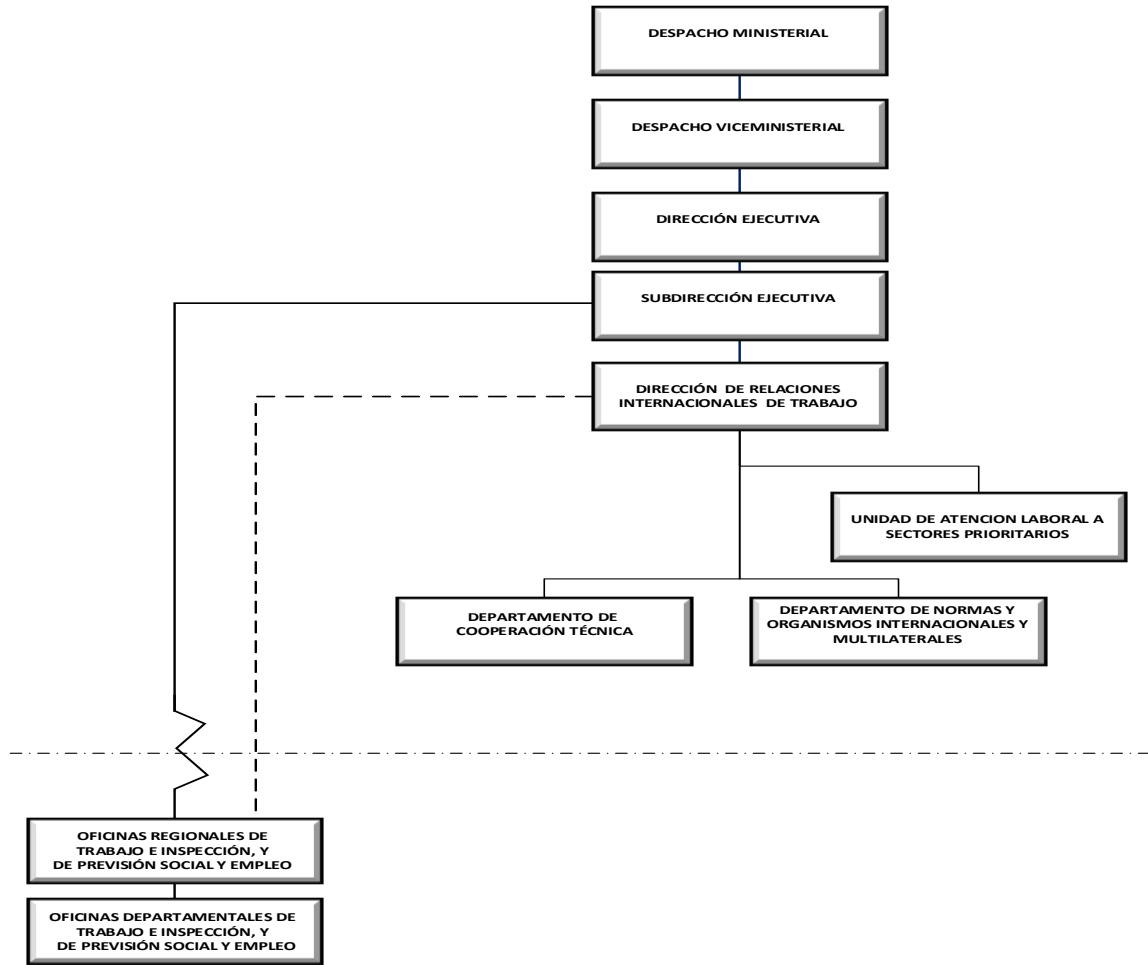 DESPACHO MINISTERIAL
DESPACHO VICEMINISTERIAL
DIRECCIÓN EJECUTIVA
SUBDIRECCIÓN EJECUTIVA
DIRECCIÓN DE RELACIONES
INTERNACIONALES DE TRABAJO
UNIDAD DE ATENCION LABORAL A
SECTORES PRIORITARIOS
DEPARTAMENTO DE
COOPERACIÓN TÉCNICA
DEPARTAMENTO DE NORMAS Y
ORGANISMOS INTERNACIONALES Y
MULTILATERALES
OFICINAS REGIONALES DE
TRABAJO E INSPECCIÓN, Y
DE PREVISIÓN SOCIAL Y EMPLEO
OFICINAS DEPARTAMENTALES DE
TRABAJO E INSPECCIÓN, Y
DE PREVISIÓN SOCIAL Y EMPLEO